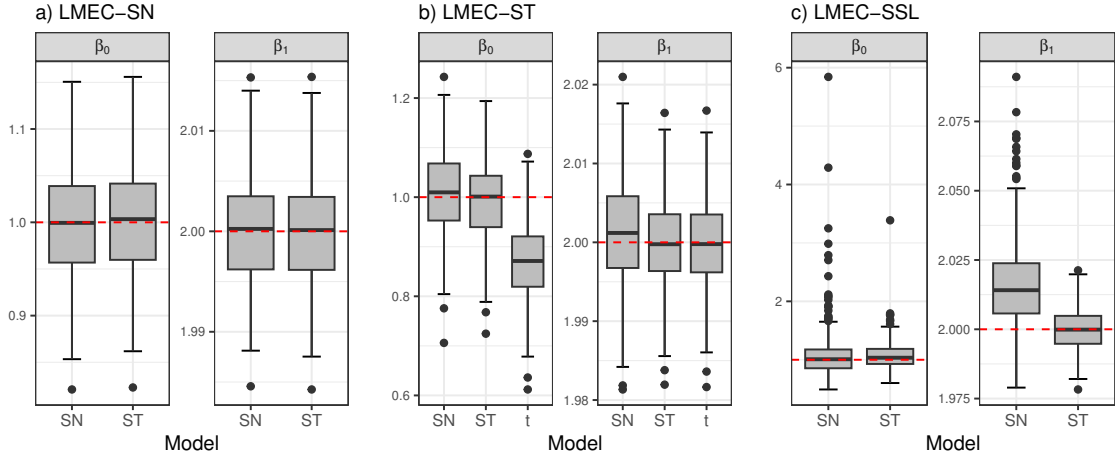 a) LMEC−SN
β₀
β₁
1.1
1.0
0.9
2.01
2.00
1.99
SN
ST
SN
ST
Model
b) LMEC−ST
β₀
β₁
1.2
1.0
0.8
0.6
2.02
2.01
2.00
1.99
1.98
SN
ST
t
SN
ST
t
Model
c) LMEC−SSL
β₀
β₁
6
4
2
2.075
2.050
2.025
2.000
1.975
SN
ST
SN
ST
Model